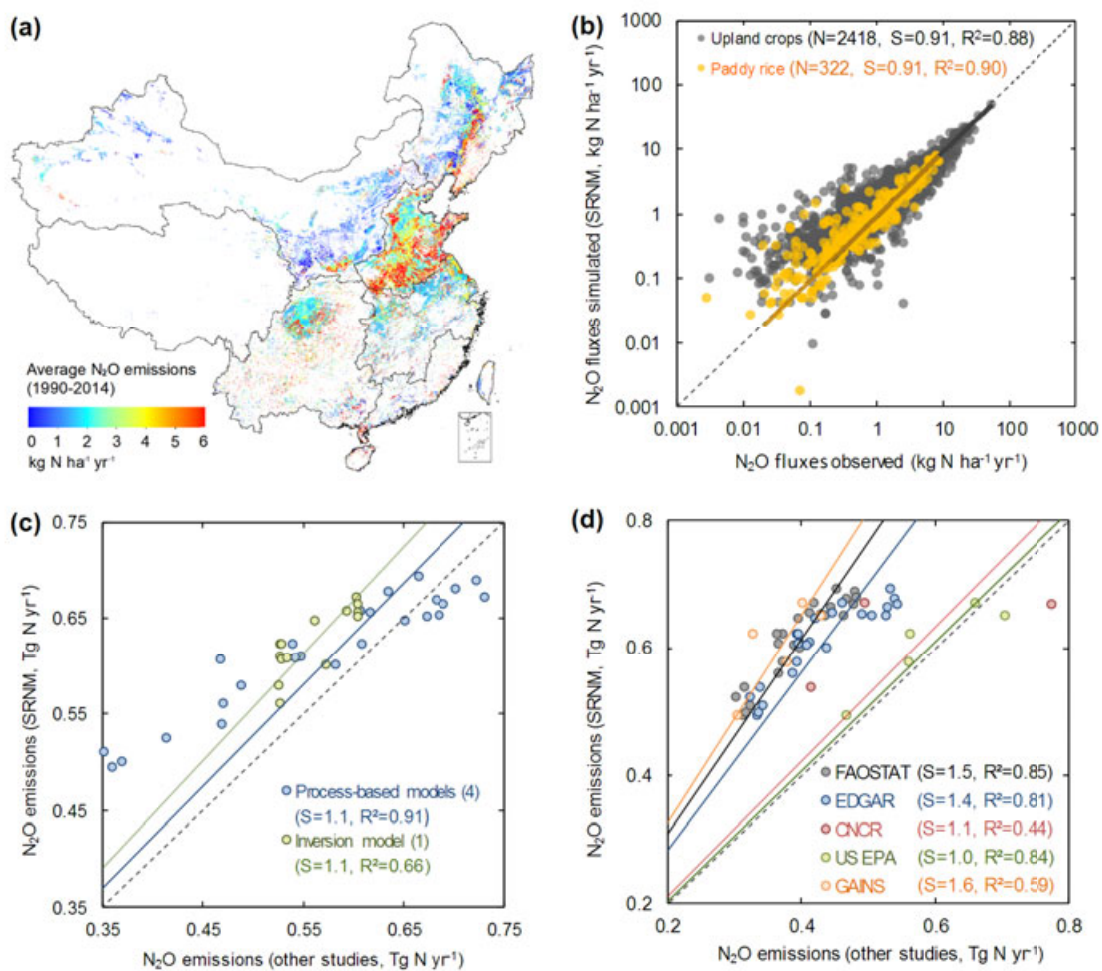 (a)
Average N₂O emissions
(1990-2014)
0 1 2 3 4 5 6
kg N ha⁻¹ yr⁻¹
(b)
Upland crops (N=2418, S=0.91, R²=0.88)
Paddy rice (N=322, S=0.91, R²=0.90)
N₂O fluxes simulated (SRNM, kg N ha⁻¹ yr⁻¹)
1000
100
10
1
0.1
0.01
0.001
0.001 0.01 0.1 1 10 100 1000
N₂O fluxes observed (kg N ha⁻¹ yr⁻¹)
(c)
N₂O emissions (SRNM, Tg N yr⁻¹)
0.75
0.65
0.55
0.45
0.35
Process-based models (4)
(S=1.1, R²=0.91)
Inversion model (1)
(S=1.1, R²=0.66)
0.35 0.45 0.55 0.65 0.75
N₂O emissions (other studies, Tg N yr⁻¹)
(d)
N₂O emissions (SRNM, Tg N yr⁻¹)
0.8
0.6
0.4
0.2
FAOSTAT (S=1.5, R²=0.85)
EDGAR (S=1.4, R²=0.81)
CNCR (S=1.1, R²=0.44)
US EPA (S=1.0, R²=0.84)
GAINS (S=1.6, R²=0.59)
0.2 0.4 0.6 0.8
N₂O emissions (other studies, Tg N yr⁻¹)